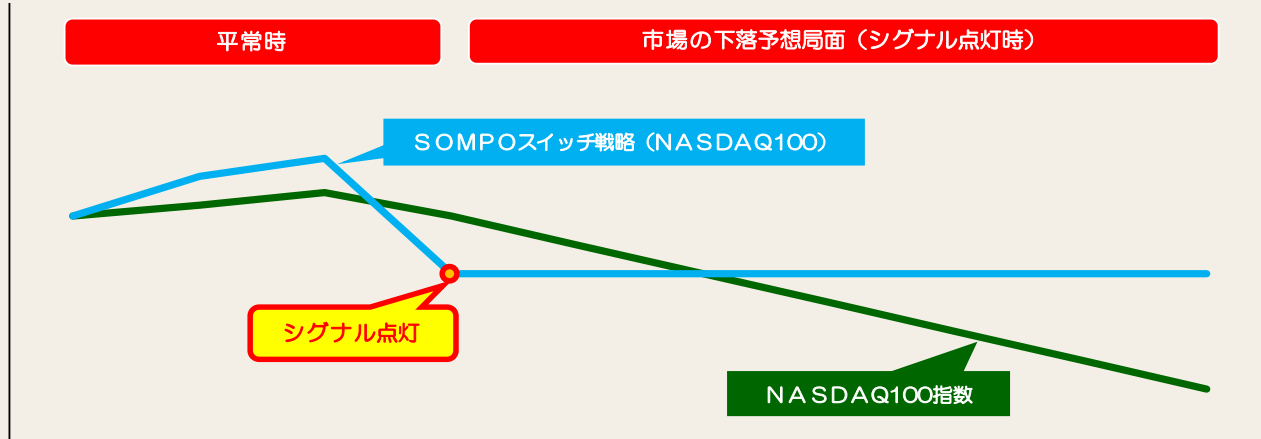 平常時
市場の下落予想局面（シグナル点灯時）
ＳＯＭＰＯスイッチ戦略（ＮＡＳＤＡＱ100）
シグナル点灯
ＮＡＳＤＡＱ100指数